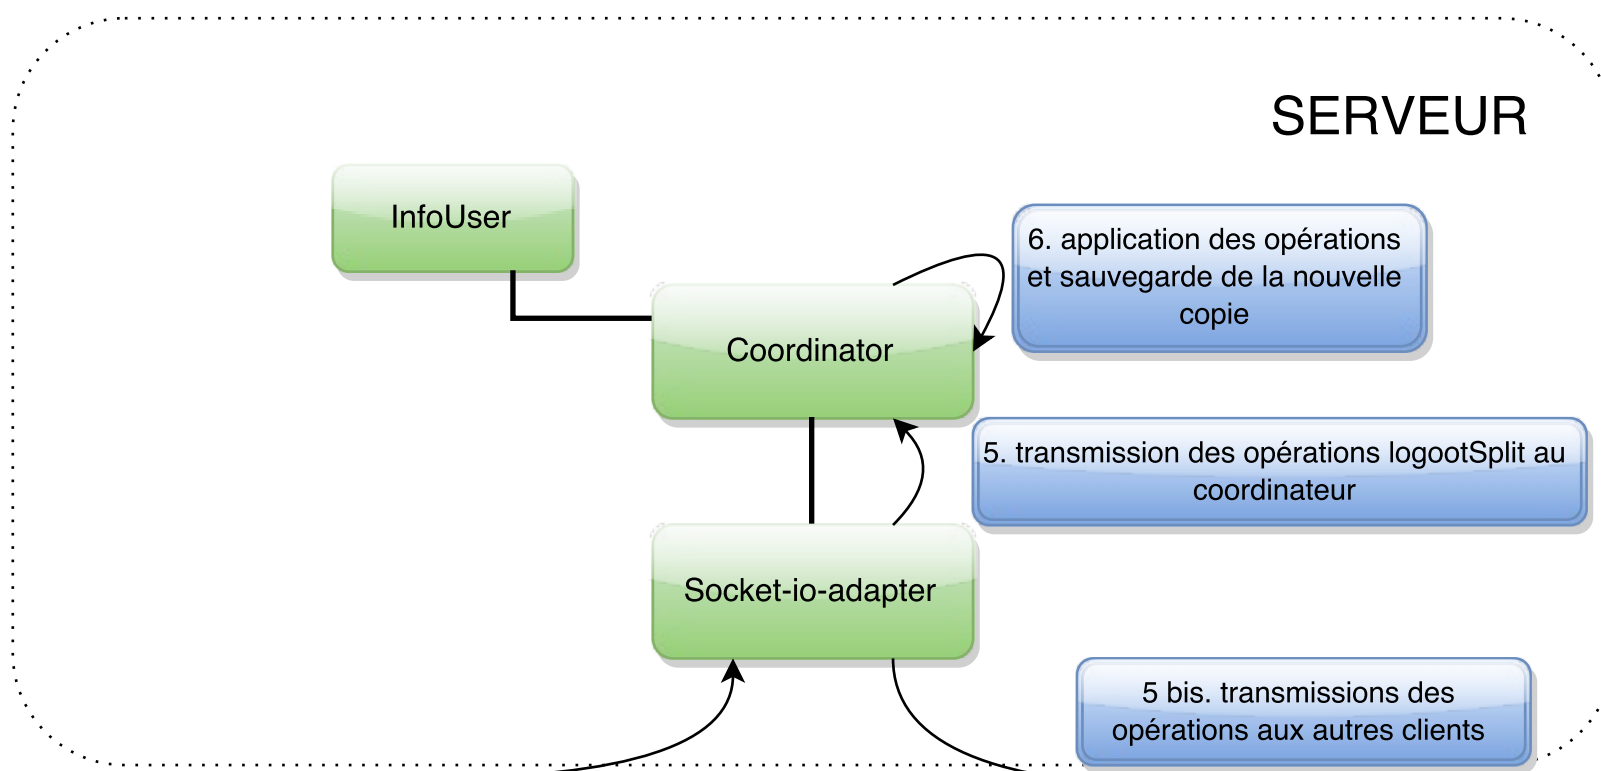 SERVEUR
InfoUser
6. application des opérations
et sauvegarde de la nouvelle
copie
Coordinator
5. transmission des opérations logootSplit au
coordinateur
Socket-io-adapter
5 bis. transmissions des
opérations aux autres clients